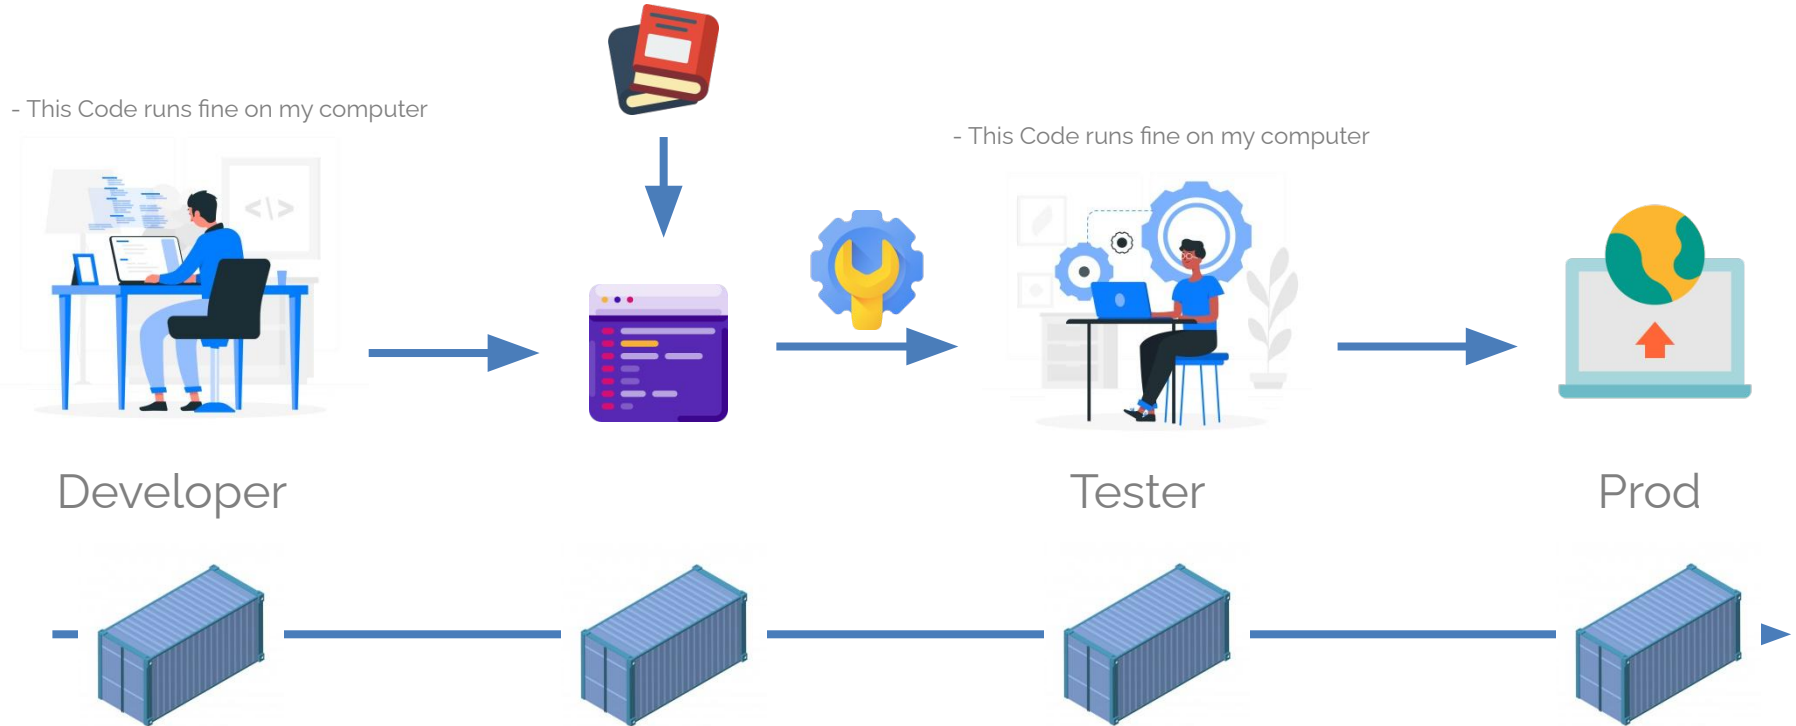 - This Code runs fine on my computer
- This Code runs fine on my computer
<\>
Developer
Tester
Prod